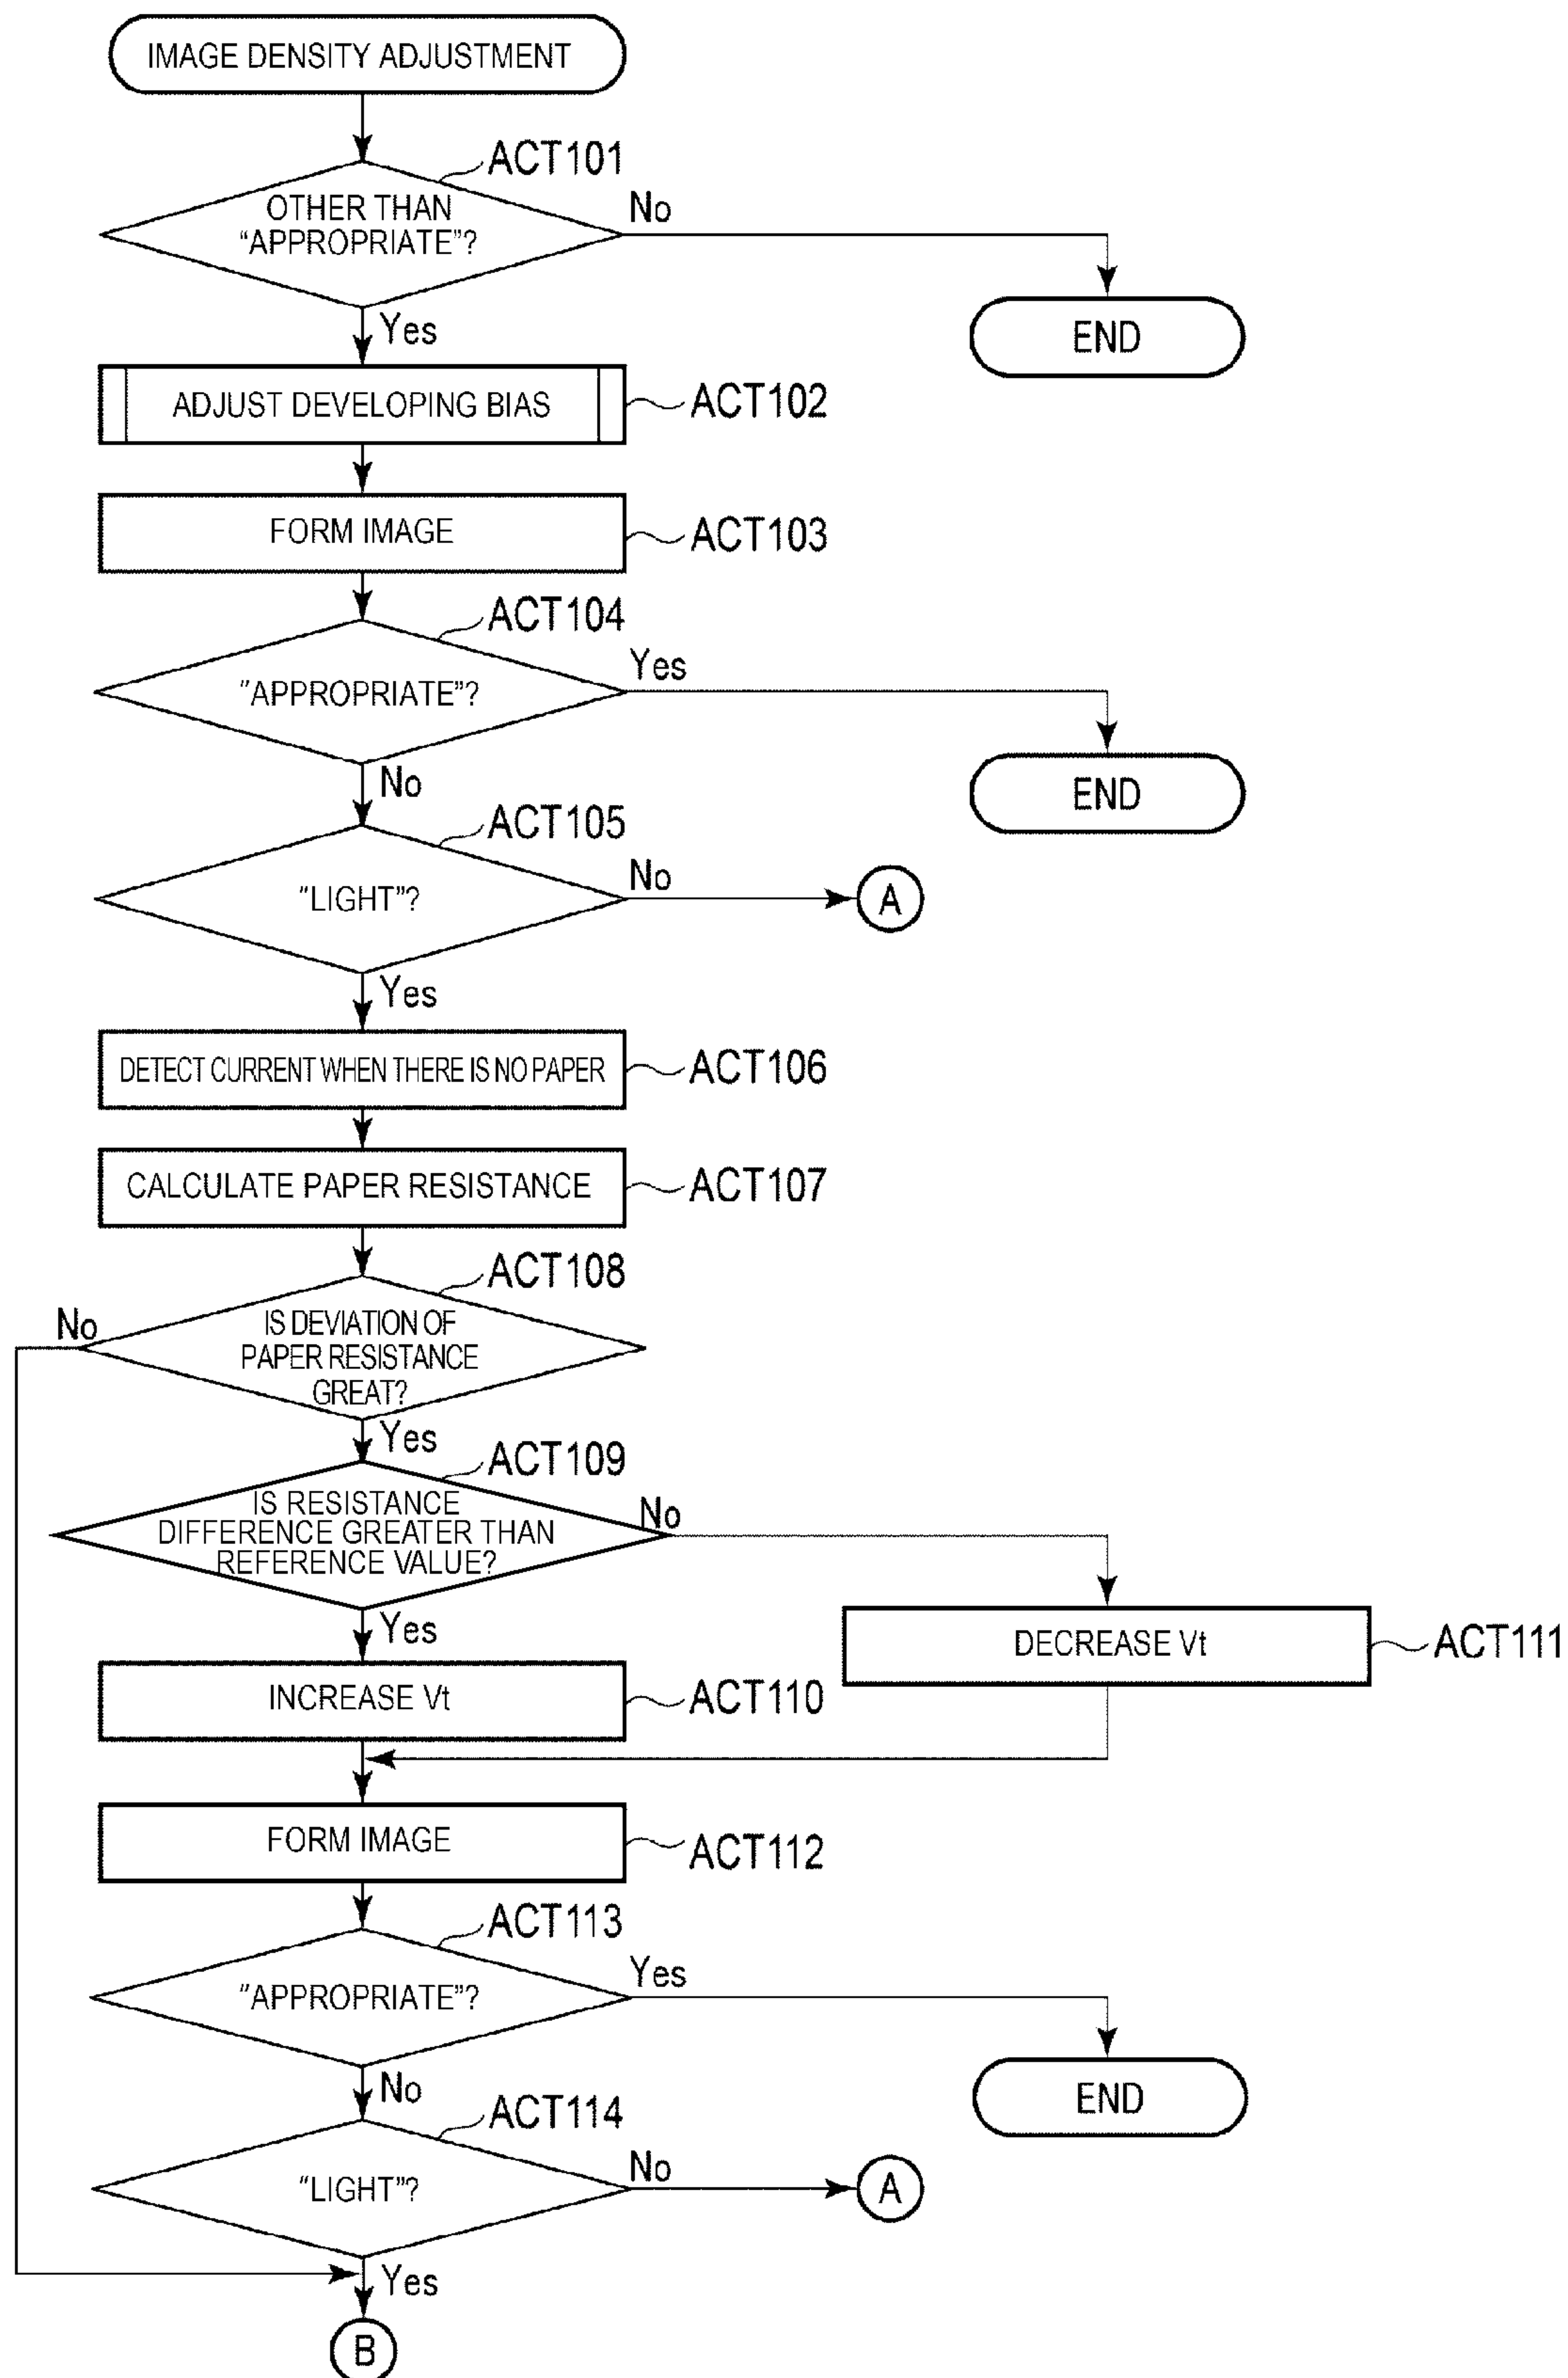 IMAGE DENSITY ADJUSTMENT
ACT101
OTHER THAN
“APPROPRIATE”?
No
END
Yes
ADJUST DEVELOPING BIAS
ACT102
FORM IMAGE
ACT103
ACT104
"APPROPRIATE"?
Yes
END
No
ACT105
"LIGHT"?
No
A
Yes
DETECT CURRENT WHEN THERE IS NO PAPER
ACT106
CALCULATE PAPER RESISTANCE
ACT107
ACT108
IS DEVIATION OF
PAPER RESISTANCE
GREAT?
No
Yes
ACT109
IS RESISTANCE
DIFFERENCE GREATER THAN
REFERENCE VALUE?
No
Yes
DECREASE Vt
ACT111
INCREASE Vt
ACT110
FORM IMAGE
ACT112
ACT113
"APPROPRIATE"?
Yes
END
No
ACT114
"LIGHT"?
No
A
Yes
B